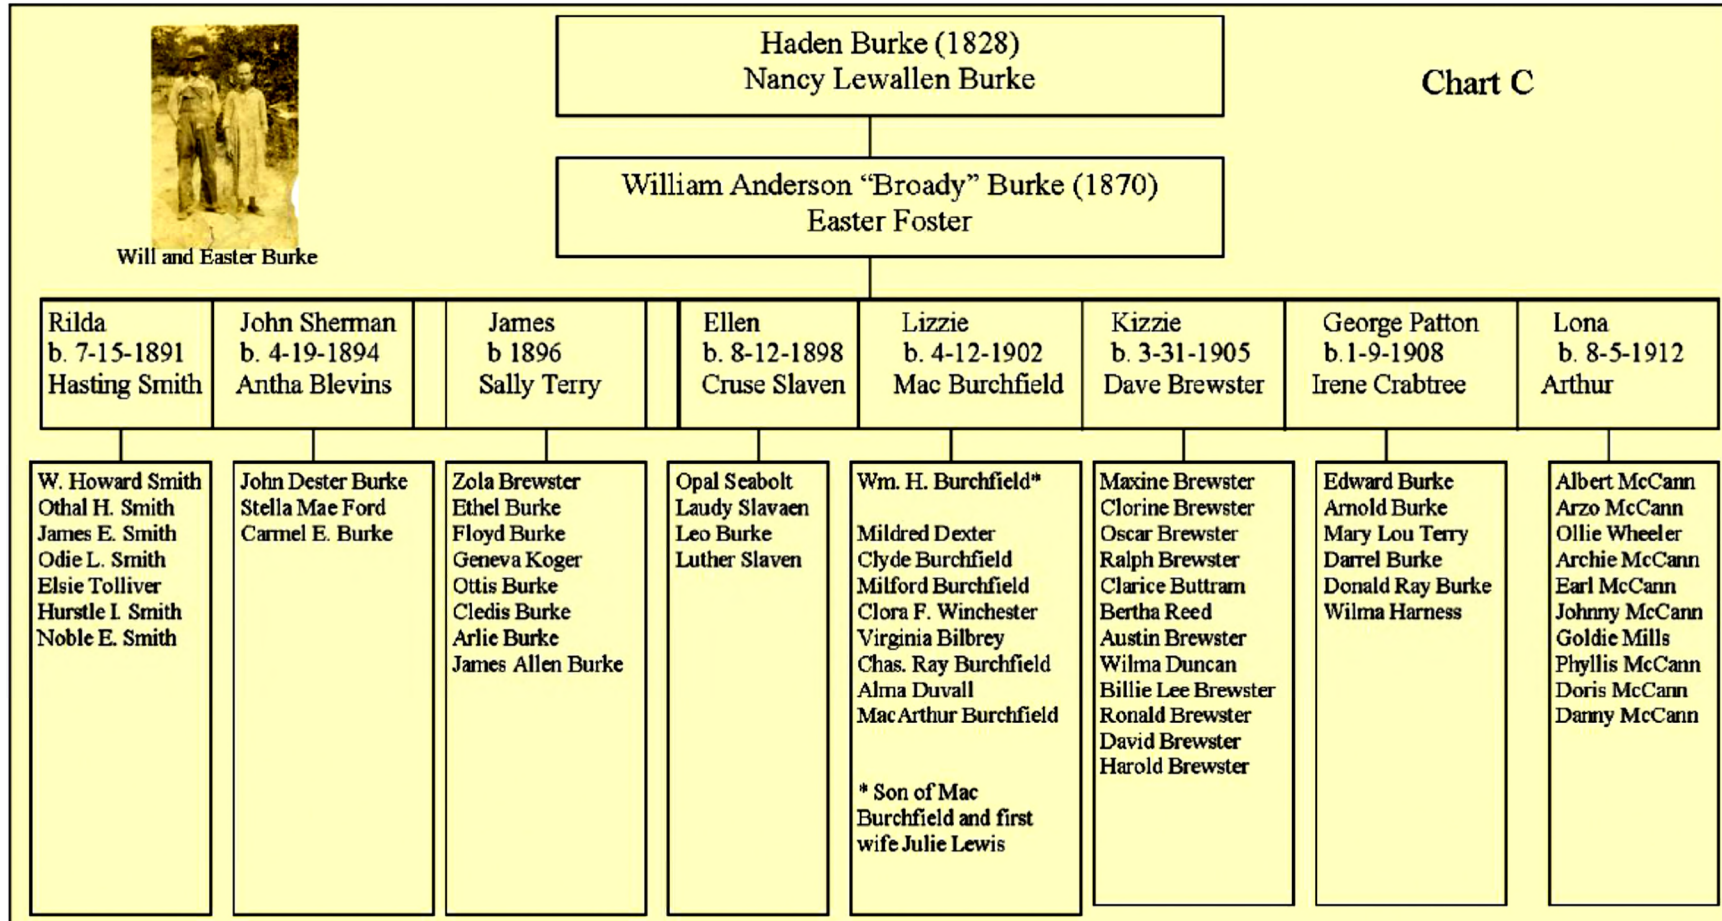 Haden Burke (1828)
Nancy Lewallen Burke
Chart C
William Anderson “Broady” Burke (1870)
Easter Foster
Will and Easter Burke
Rilda
b. 7-15-1891
Hasting Smith
John Sherman
b. 4-19-1894
Antha Blevins
James
b 1896
Sally Terry
Ellen
b. 8-12-1898
Cruse Slaven
Lizzie
b. 4-12-1902
Mac Burchfield
Kizzie
b. 3-31-1905
Dave Brewster
George Patton
b.1-9-1908
Irene Crabtree
Lona
b. 8-5-1912
Arthur
W. Howard Smith
Othal H. Smith
James E. Smith
Odie L. Smith
Elsie Tolliver
Hurstle I. Smith
Noble E. Smith
John Dester Burke
Stella Mae Ford
Carmel E. Burke
Zola Brewster
Ethel Burke
Floyd Burke
Geneva Koger
Ottis Burke
Cledis Burke
Arlie Burke
James Allen Burke
Opal Seabolt
Laudy Slavaen
Leo Burke
Luther Slaven
Wm. H. Burchfield*
Mildred Dexter
Clyde Burchfield
Milford Burchfield
Clora F. Winchester
Virginia Bilbrey
Chas. Ray Burchfield
Alma Duvall
MacArthur Burchfield
* Son of Mac
Burchfield and first
wife Julie Lewis
Maxine Brewster
Clorine Brewster
Oscar Brewster
Ralph Brewster
Clarice Buttram
Bertha Reed
Austin Brewster
Wilma Duncan
Billie Lee Brewster
Ronald Brewster
David Brewster
Harold Brewster
Edward Burke
Arnold Burke
Mary Lou Terry
Darrel Burke
Donald Ray Burke
Wilma Harness
Albert McCann
Arzo McCann
Ollie Wheeler
Archie McCann
Earl McCann
Johnny McCann
Goldie Mills
Phyllis McCann
Doris McCann
Danny McCann